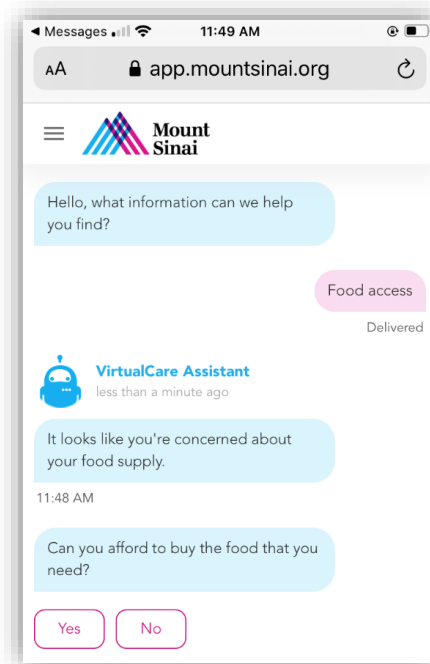 Messages
11:49 AM
AA app.mountsinai.org
Mount
Sinai
Hello, what information can we help
you find?
Food access
Delivered
VirtualCare Assistant
less than a minute ago
It looks like you're concerned about
your food supply.
11:48 AM
Can you afford to buy the food that you
need?
Yes No